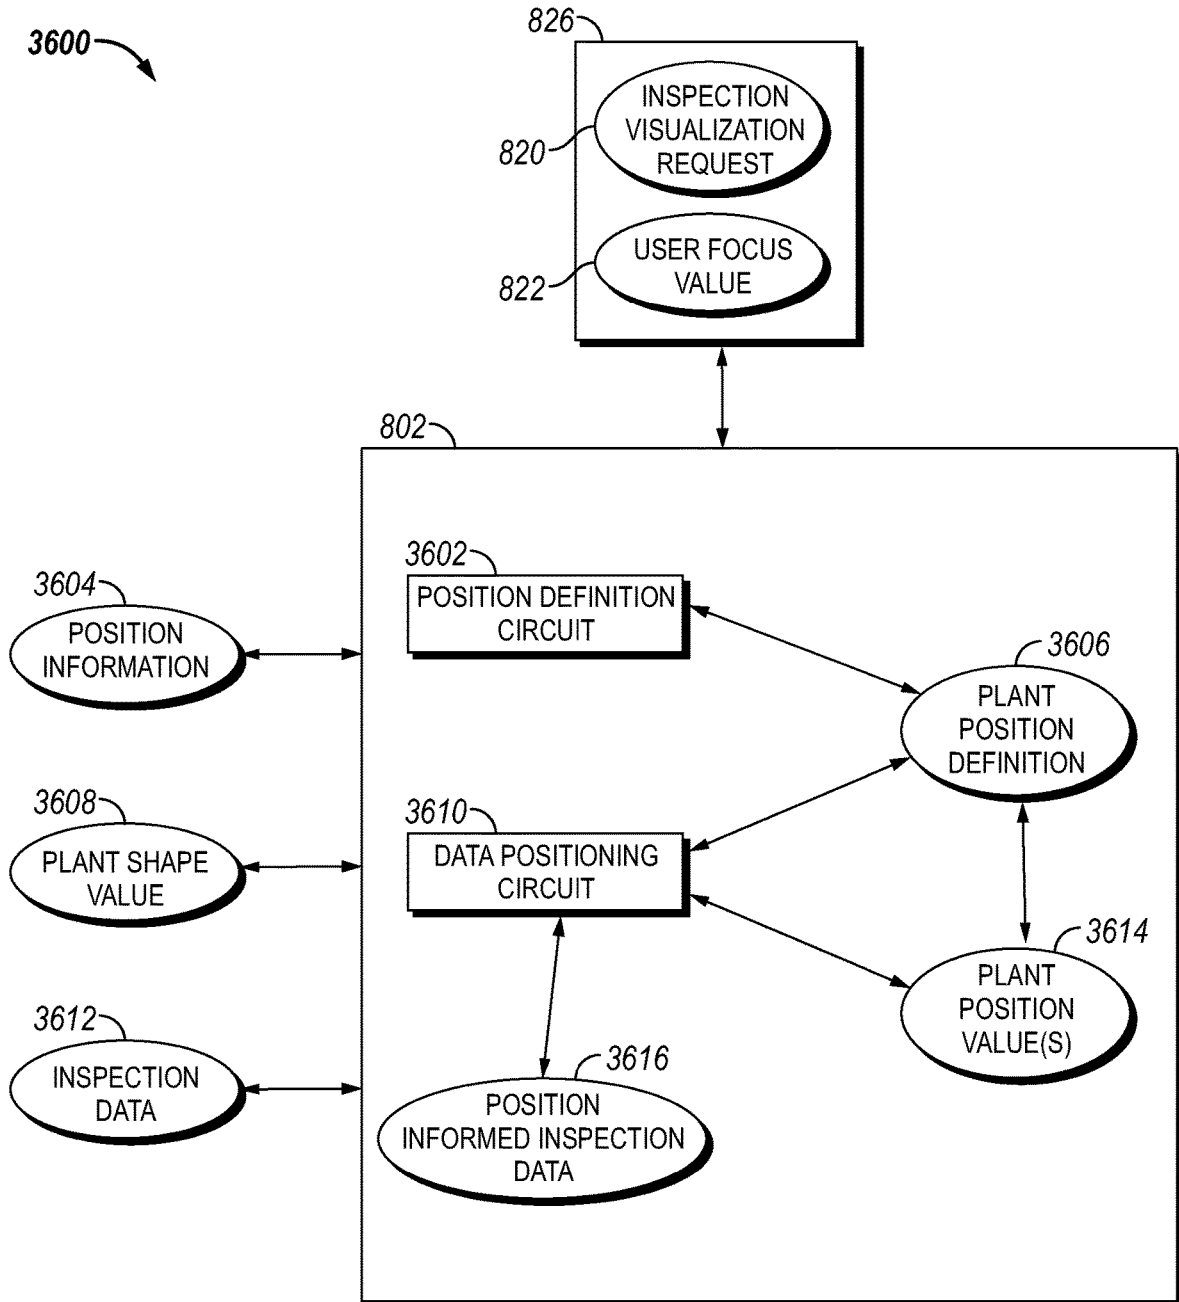 3600
826
INSPECTION
VISUALIZATION
REQUEST
820
USER FOCUS
VALUE
822
802
3602
POSITION DEFINITION
CIRCUIT
3604
POSITION
INFORMATION
3606
PLANT
POSITION
DEFINITION
3608
PLANT SHAPE
VALUE
3610
DATA POSITIONING
CIRCUIT
3614
PLANT
POSITION
VALUE(S)
3612
INSPECTION
DATA
3616
POSITION
INFORMED INSPECTION
DATA